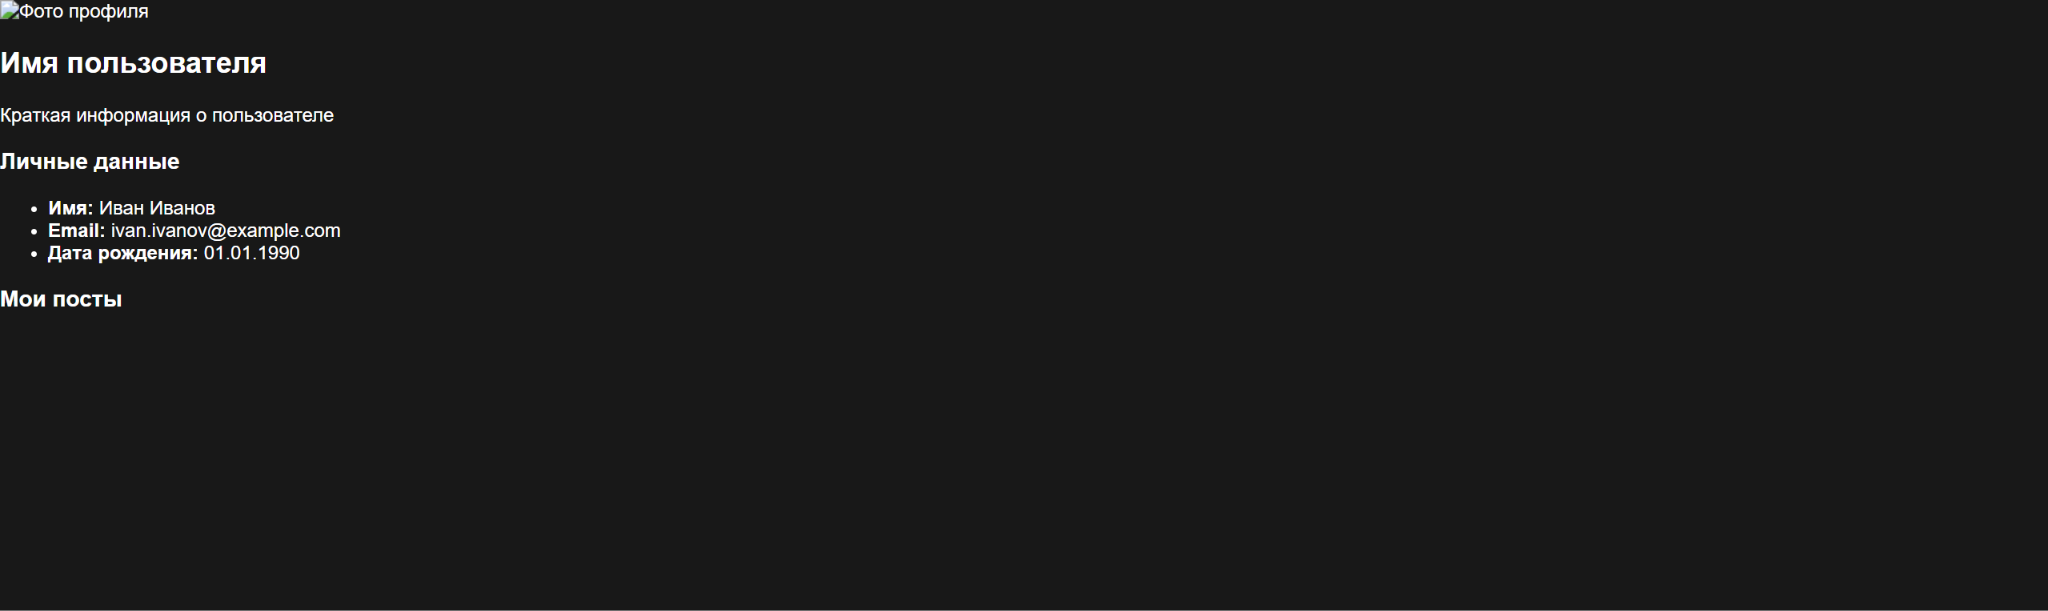 Фото профиля
Имя пользователя
Краткая информация о пользователе
Личные данные
• Имя: Иван Иванов
• Email: ivan.ivanov@example.com
• Дата рождения: 01.01.1990
Мои посты